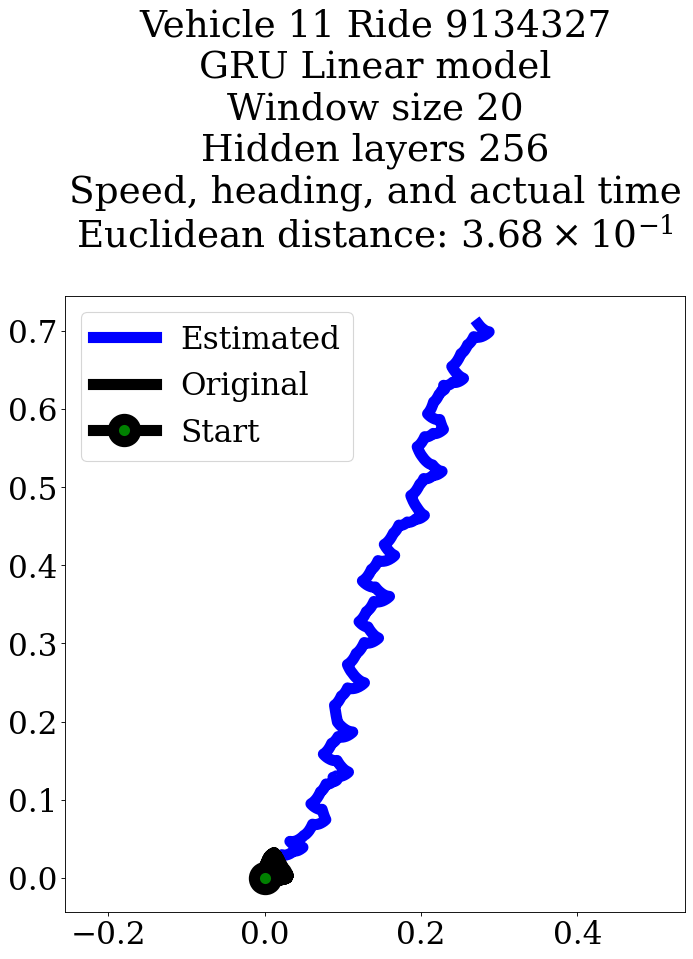 Vehicle 11 Ride 9134327
GRU Linear model
Window size 20
Hidden layers 256
Speed, heading, and actual time
Euclidean distance: 3.68 × 10⁻¹
Estimated
Original
Start
0.7
0.6
0.5
0.4
0.3
0.2
0.1
0.0
−0.2 0.0 0.2 0.4